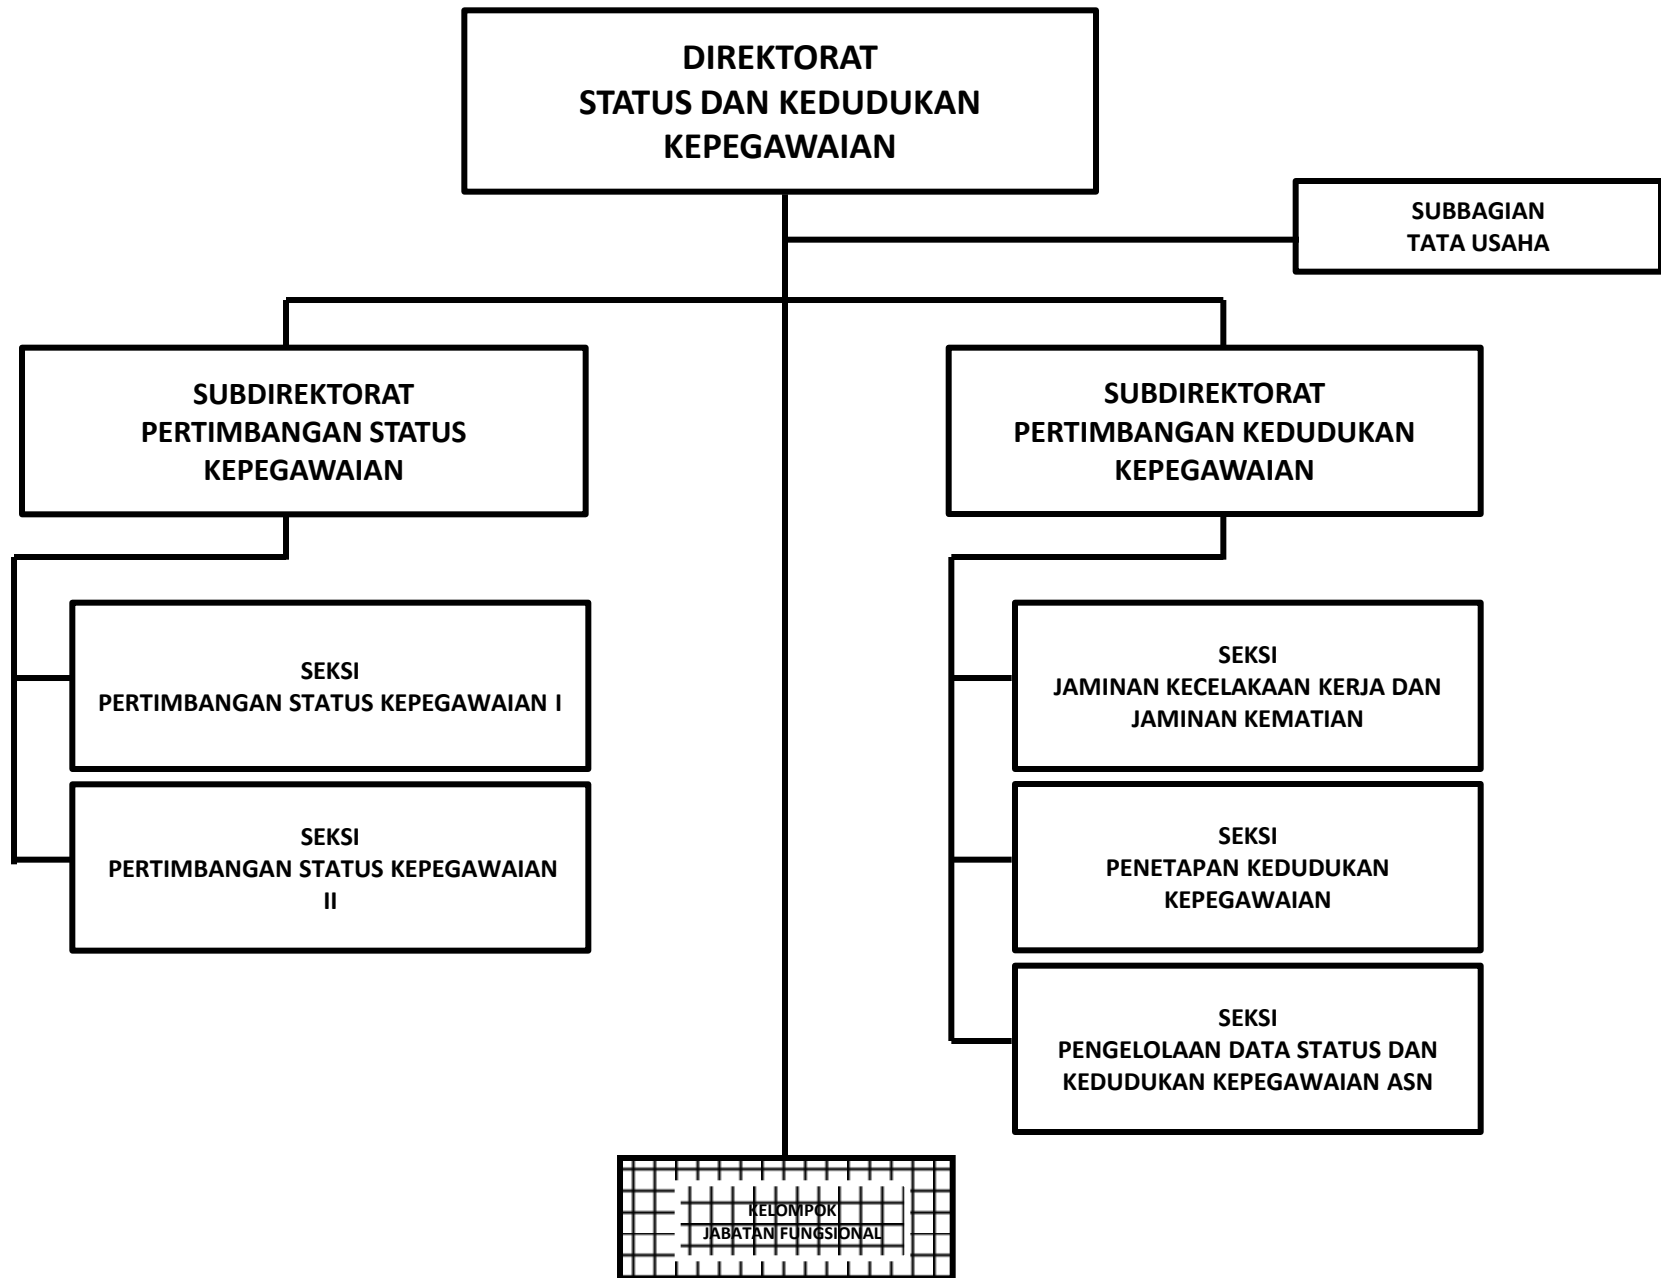 DIREKTORAT
STATUS DAN KEDUDUKAN
KEPEGAWAIAN
SUBBAGIAN
TATA USAHA
SUBDIREKTORAT
PERTIMBANGAN STATUS
KEPEGAWAIAN
SUBDIREKTORAT
PERTIMBANGAN KEDUDUKAN
KEPEGAWAIAN
SEKSI
PERTIMBANGAN STATUS KEPEGAWAIAN I
SEKSI
PERTIMBANGAN STATUS KEPEGAWAIAN
II
SEKSI
JAMINAN KECELAKAAN KERJA DAN
JAMINAN KEMATIAN
SEKSI
PENETAPAN KEDUDUKAN
KEPEGAWAIAN
SEKSI
PENGELOLAAN DATA STATUS DAN
KEDUDUKAN KEPEGAWAIAN ASN
KELOMPOK
JABATAN FUNGSIONAL